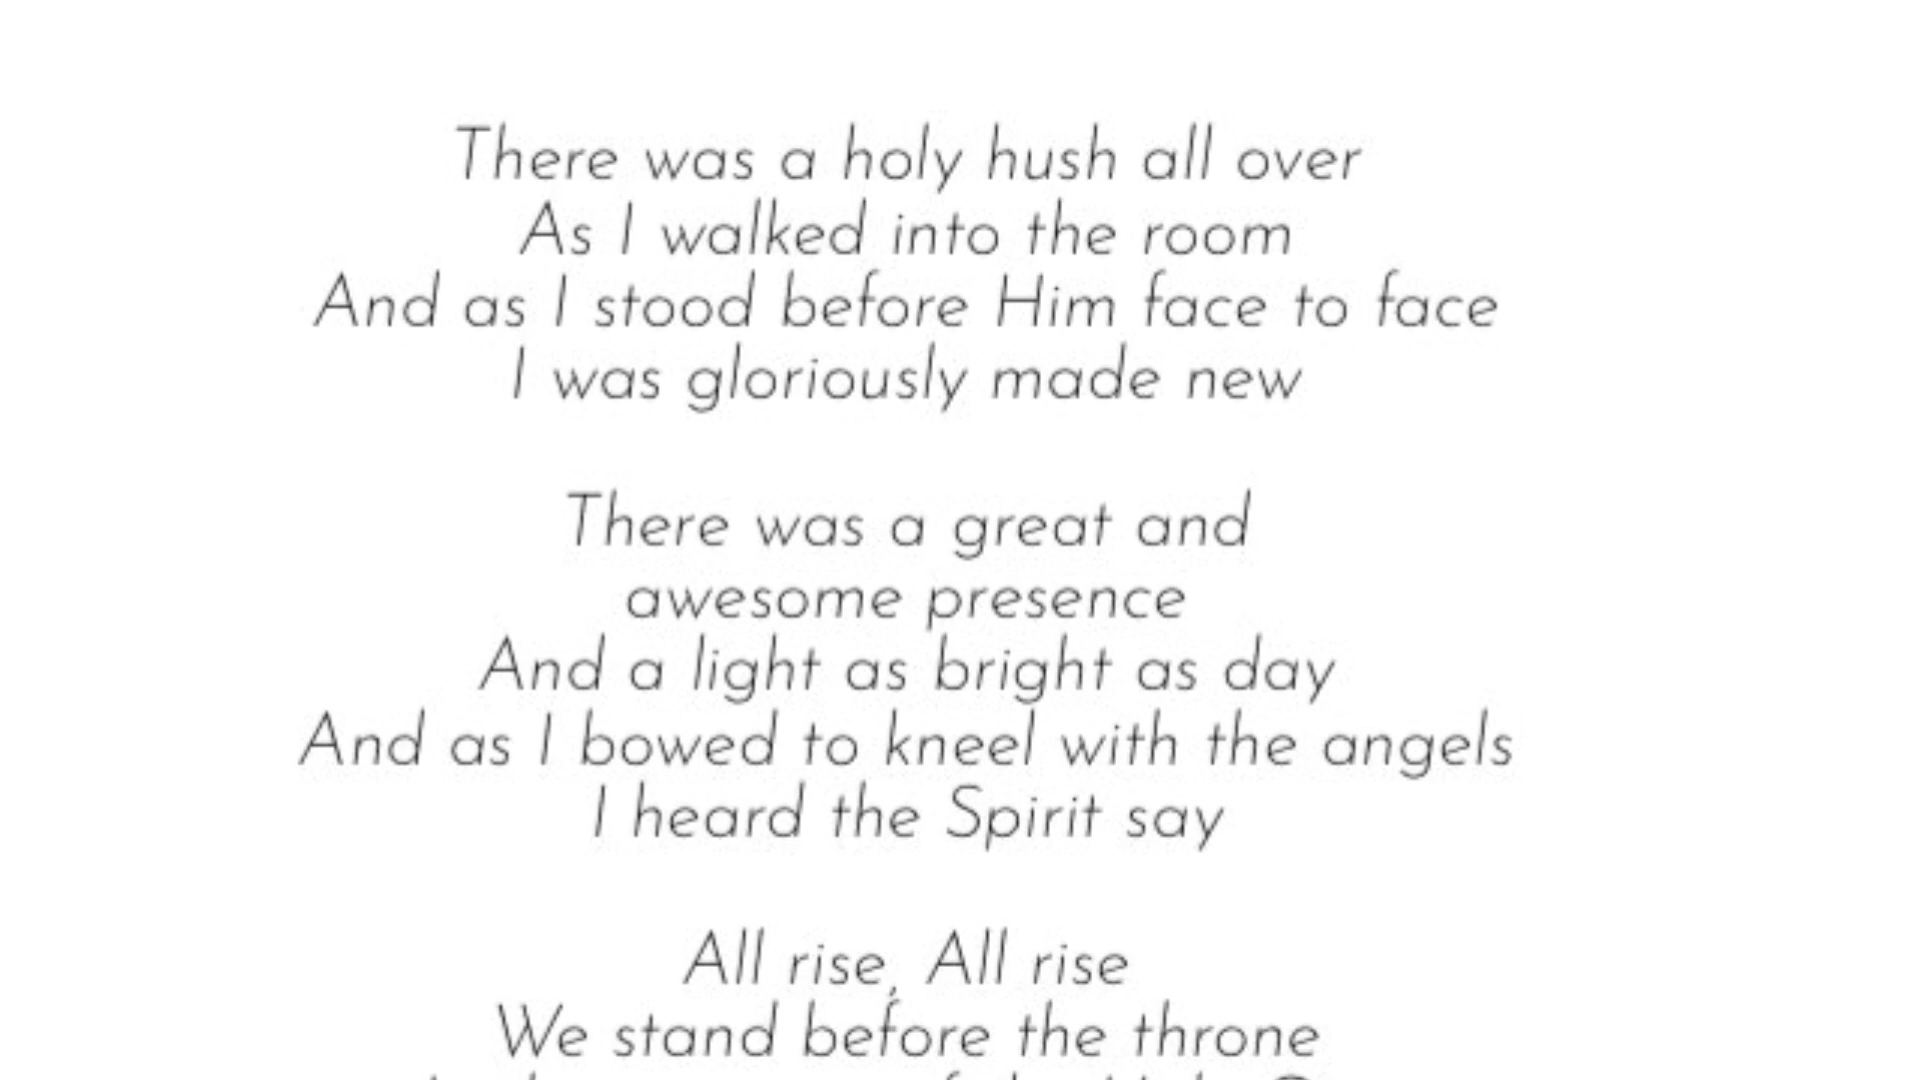 There was a holy hush all over
As I walked into the room
And as I stood before Him face to face
I was gloriously made new
There was a great and
awesome presence
And a light as bright as day
And as I bowed to kneel with the angels
I heard the Spirit say
All rise, All rise
We stand before the throne